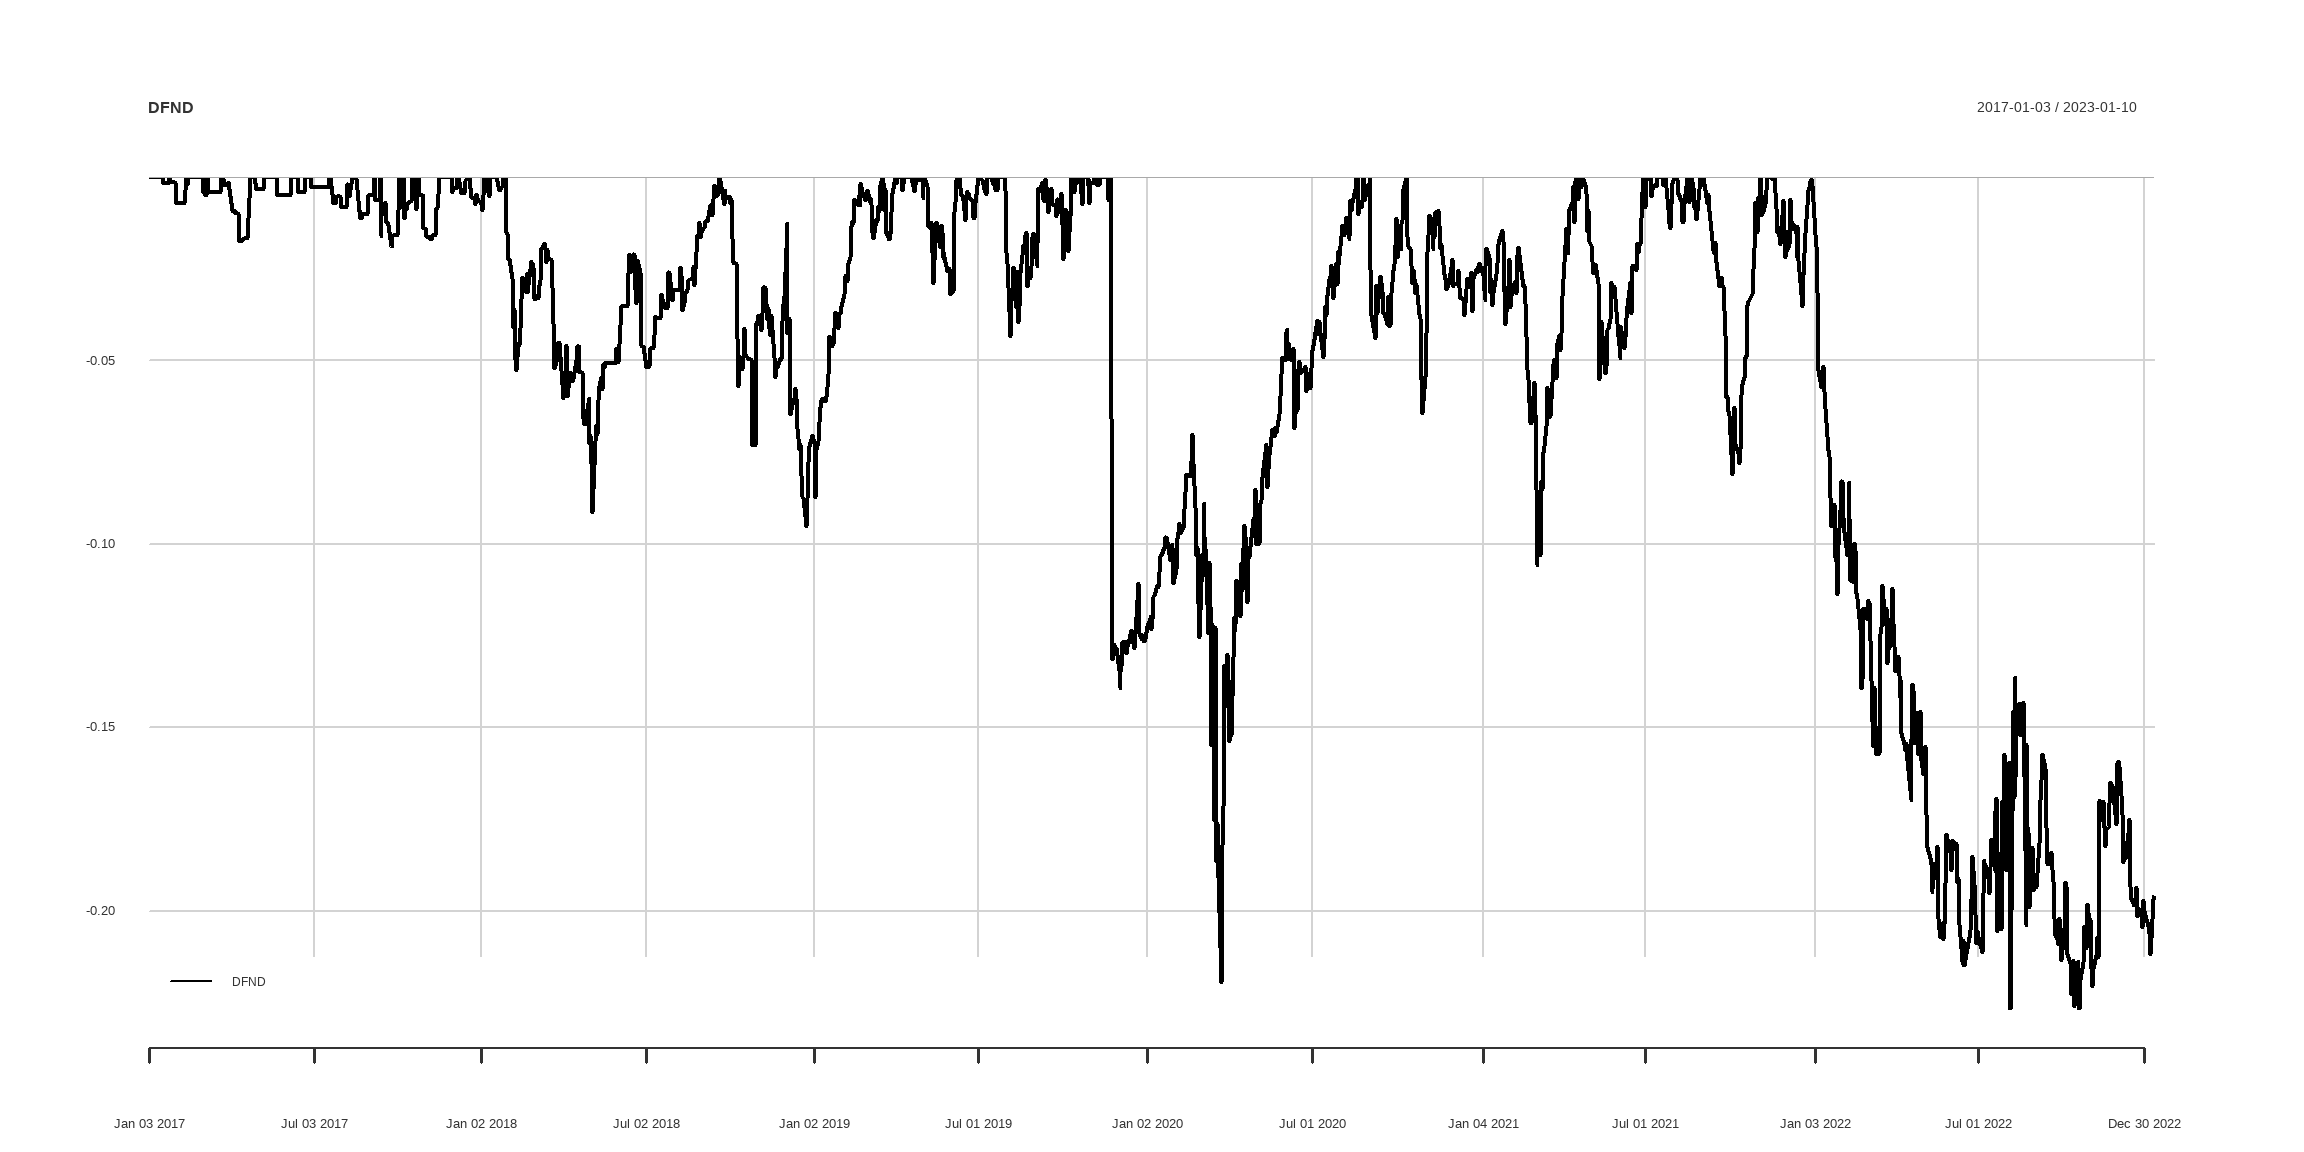 DFND
2017-01-03 / 2023-01-10
-0.05
-0.10
-0.15
-0.20
DFND
Jan 03 2017
Jul 03 2017
Jan 02 2018
Jul 02 2018
Jan 02 2019
Jul 01 2019
Jan 02 2020
Jul 01 2020
Jan 04 2021
Jul 01 2021
Jan 03 2022
Jul 01 2022
Dec 30 2022